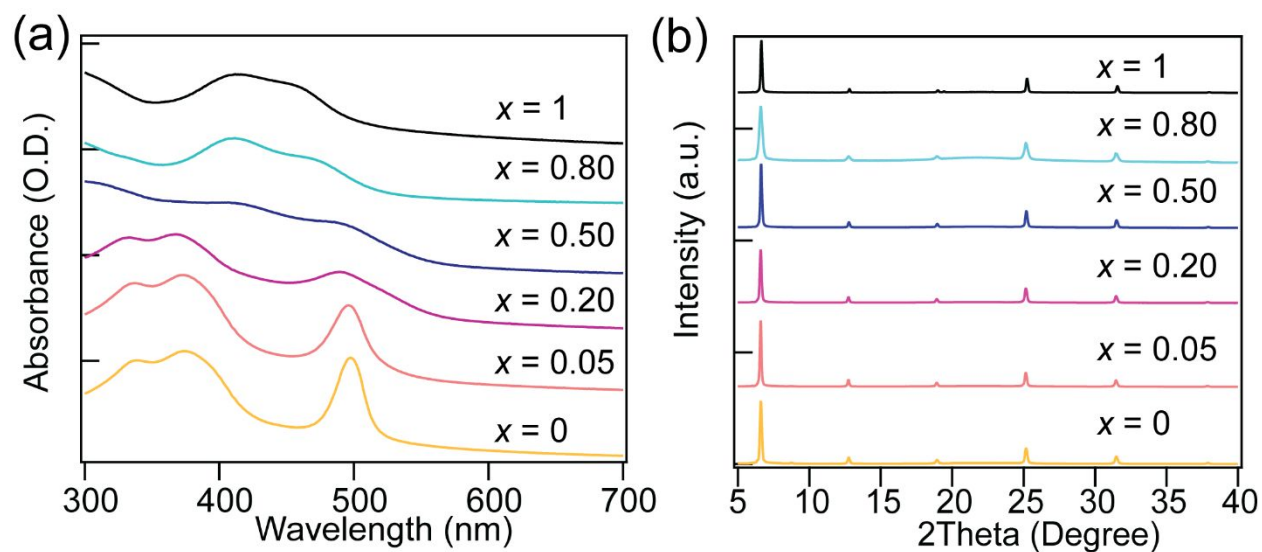 (a)
Absorbance (O.D.)
x = 1
x = 0.80
x = 0.50
x = 0.20
x = 0.05
x = 0
300 400 500 600 700
Wavelength (nm)
(b)
Intensity (a.u.)
x = 1
x = 0.80
x = 0.50
x = 0.20
x = 0.05
x = 0
5 10 15 20 25 30 35 40
2Theta (Degree)